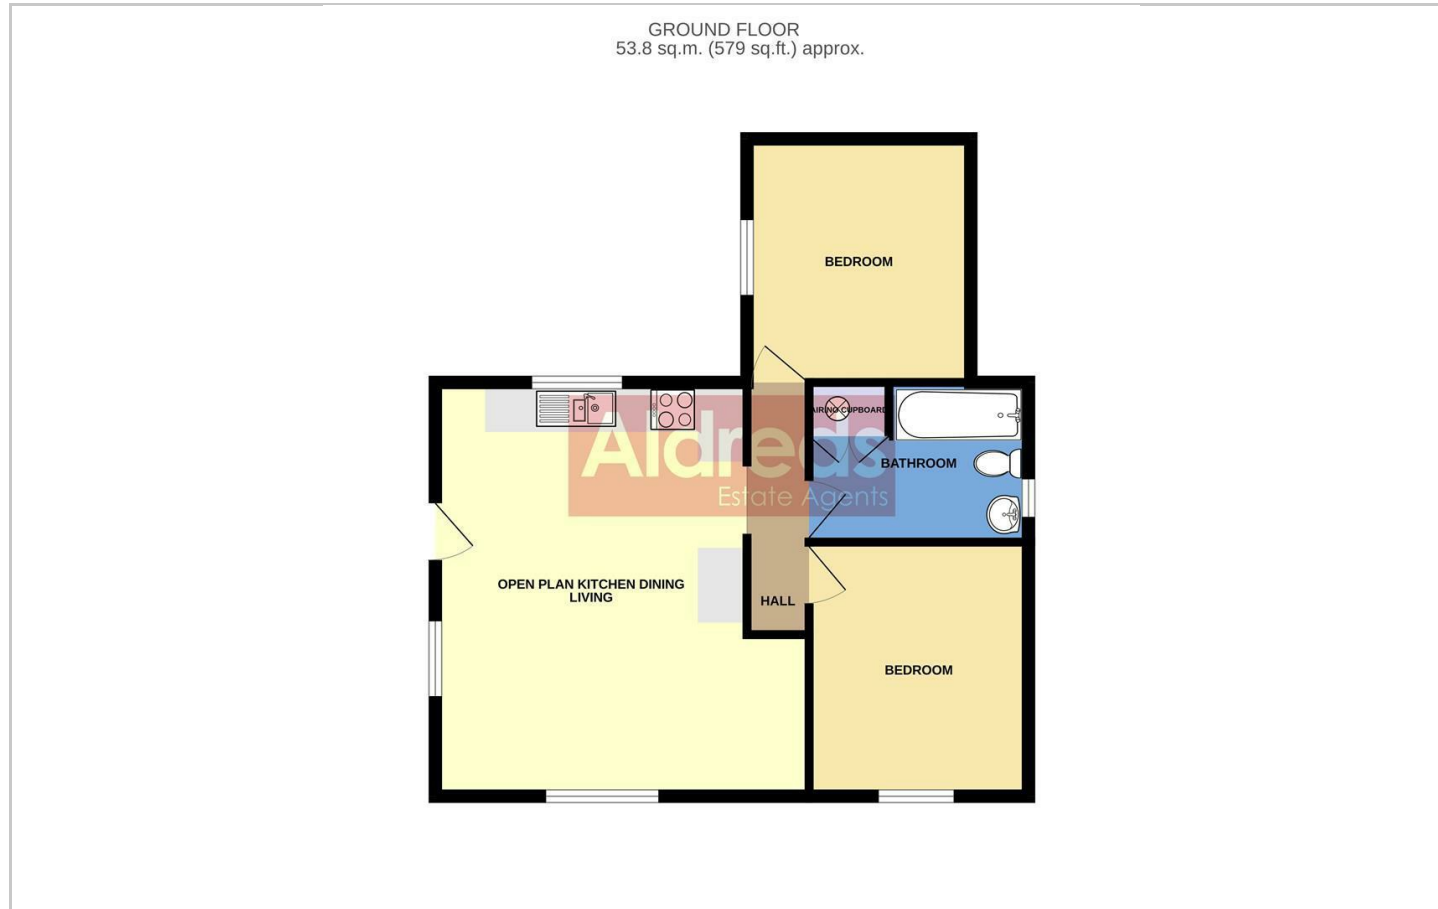 GROUND FLOOR
53.8 sq.m. (579 sq.ft.) approx.
BEDROOM
AIRING CUPBOARD
Aldreds
BATHROOM
Estate Agents
OPEN PLAN KITCHEN DINING
LIVING
HALL
BEDROOM